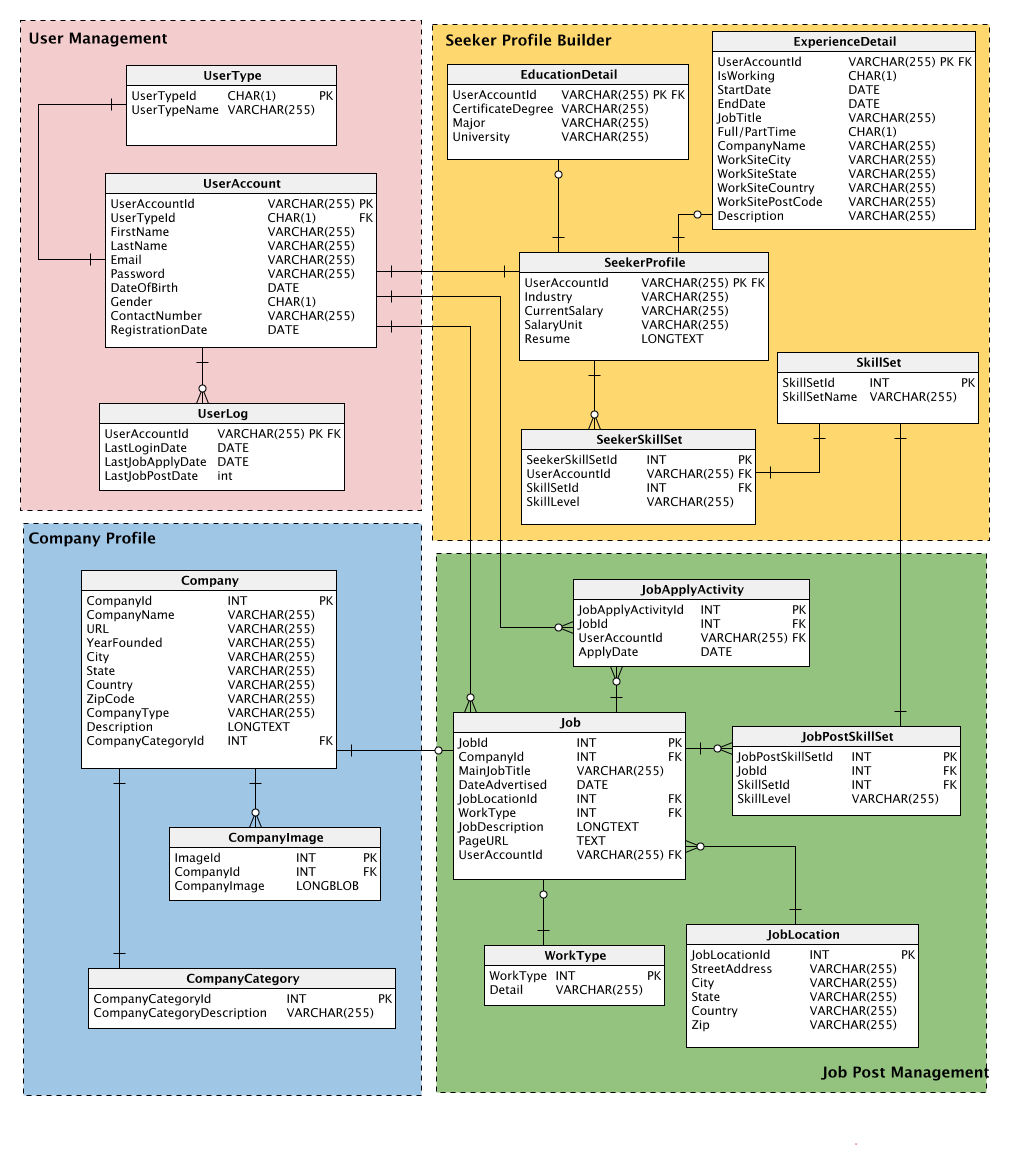 User Management
UserType
UserTypeId CHAR(1) PK
UserTypeName VARCHAR(255)
UserAccount
UserAccountId VARCHAR(255) PK
UserTypeId CHAR(1) FK
FirstName VARCHAR(255)
LastName VARCHAR(255)
Email VARCHAR(255)
Password VARCHAR(255)
DateOfBirth DATE
Gender CHAR(1)
ContactNumber VARCHAR(255)
RegistrationDate DATE
UserLog
UserAccountId VARCHAR(255) PK FK
LastLoginDate DATE
LastJobApplyDate DATE
LastJobPostDate int
Seeker Profile Builder
EducationDetail
UserAccountId VARCHAR(255) PK FK
CertificateDegree VARCHAR(255)
Major VARCHAR(255)
University VARCHAR(255)
ExperienceDetail
UserAccountId VARCHAR(255) PK FK
IsWorking CHAR(1)
StartDate DATE
EndDate DATE
JobTitle VARCHAR(255)
Full/PartTime CHAR(1)
CompanyName VARCHAR(255)
WorkSiteCity VARCHAR(255)
WorkSiteState VARCHAR(255)
WorkSiteCountry VARCHAR(255)
WorkSitePostCode VARCHAR(255)
Description VARCHAR(255)
SeekerProfile
UserAccountId VARCHAR(255) PK FK
Industry VARCHAR(255)
CurrentSalary VARCHAR(255)
SalaryUnit VARCHAR(255)
Resume LONGTEXT
SkillSet
SkillSetId INT PK
SkillSetName VARCHAR(255)
SeekerSkillSet
SeekerSkillSetId INT PK
UserAccountId VARCHAR(255) FK
SkillSetId INT FK
SkillLevel VARCHAR(255)
Company Profile
Company
CompanyId INT PK
CompanyName VARCHAR(255)
URL VARCHAR(255)
YearFounded VARCHAR(255)
City VARCHAR(255)
State VARCHAR(255)
Country VARCHAR(255)
ZipCode VARCHAR(255)
CompanyType VARCHAR(255)
Description LONGTEXT
CompanyCategoryId INT FK
CompanyImage
ImageId INT PK
CompanyId INT FK
CompanyImage LONGBLOB
CompanyCategory
CompanyCategoryId INT PK
CompanyCategoryDescription VARCHAR(255)
JobApplyActivity
JobApplyActivityId INT PK
JobId INT FK
UserAccountId VARCHAR(255) FK
ApplyDate DATE
Job
JobId INT PK
CompanyId INT FK
MainJobTitle VARCHAR(255)
DateAdvertised DATE
JobLocationId INT FK
WorkType INT FK
JobDescription LONGTEXT
PageURL TEXT
UserAccountId VARCHAR(255) FK
JobPostSkillSet
JobPostSkillSetId INT PK
JobId INT FK
SkillSetId INT FK
SkillLevel VARCHAR(255)
WorkType
WorkType INT PK
Detail VARCHAR(255)
JobLocation
JobLocationId INT PK
StreetAddress VARCHAR(255)
City VARCHAR(255)
State VARCHAR(255)
Country VARCHAR(255)
Zip VARCHAR(255)
Job Post Management